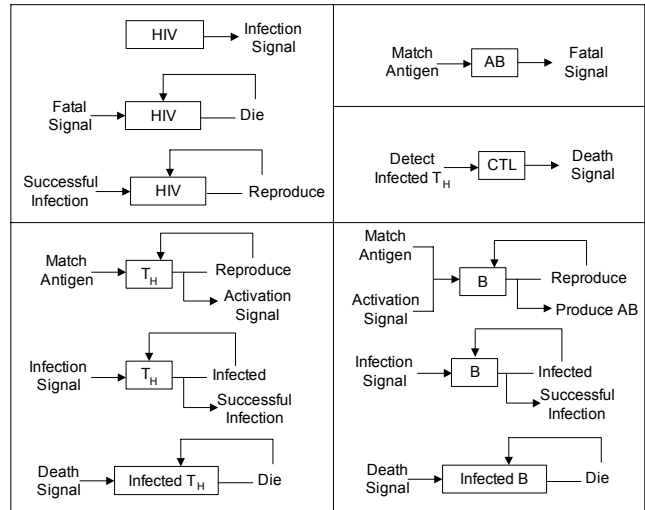 HIV
Infection
Signal
Fatal
Signal
HIV
Die
Successful
Infection
HIV
Reproduce
Match
Antigen
AB
Fatal
Signal
Detect
Infected TH
CTL
Death
Signal
Match
Antigen
TH
Reproduce
Activation
Signal
Infection
Signal
TH
Infected
Successful
Infection
Death
Signal
Infected TH
Die
Match
Antigen
Activation
Signal
B
Reproduce
Produce AB
Infection
Signal
B
Infected
Successful
Infection
Death
Signal
Infected B
Die